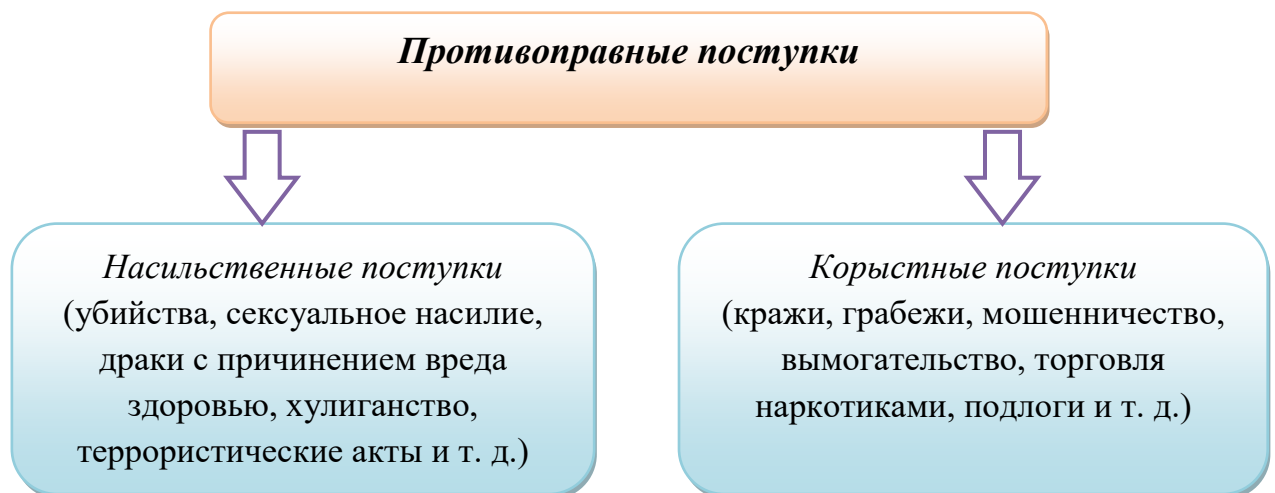 Противоправные поступки
Насильственные поступки
(убийства, сексуальное насилие,
драки с причинением вреда
здоровью, хулиганство,
террористические акты и т. д.)
Корыстные поступки
(кражи, грабежи, мошенничество,
вымогательство, торговля
наркотиками, подлоги и т. д.)